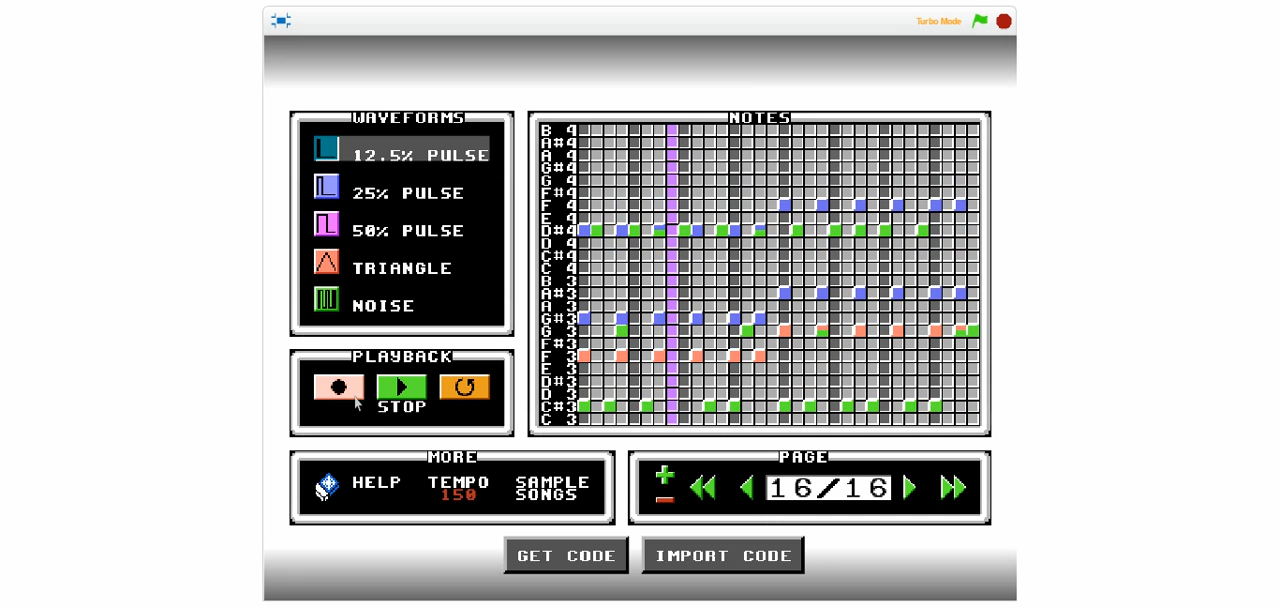 Turbo Mode
WAVEFORMS
12.5% PULSE
25% PULSE
50% PULSE
TRIANGLE
NOISE
PLAYBACK
STOP
NOTES
B 4
A#4
A 4
G#4
G 4
F#4
F 4
E 4
D#4
D 4
C#4
C 4
B 3
A#3
A 3
G#3
G 3
F#3
F 3
E 3
D#3
D 3
C#3
C 3
MORE
HELP
TEMPO
150
SAMPLE
SONGS
PAGE
16/16
GET CODE
IMPORT CODE